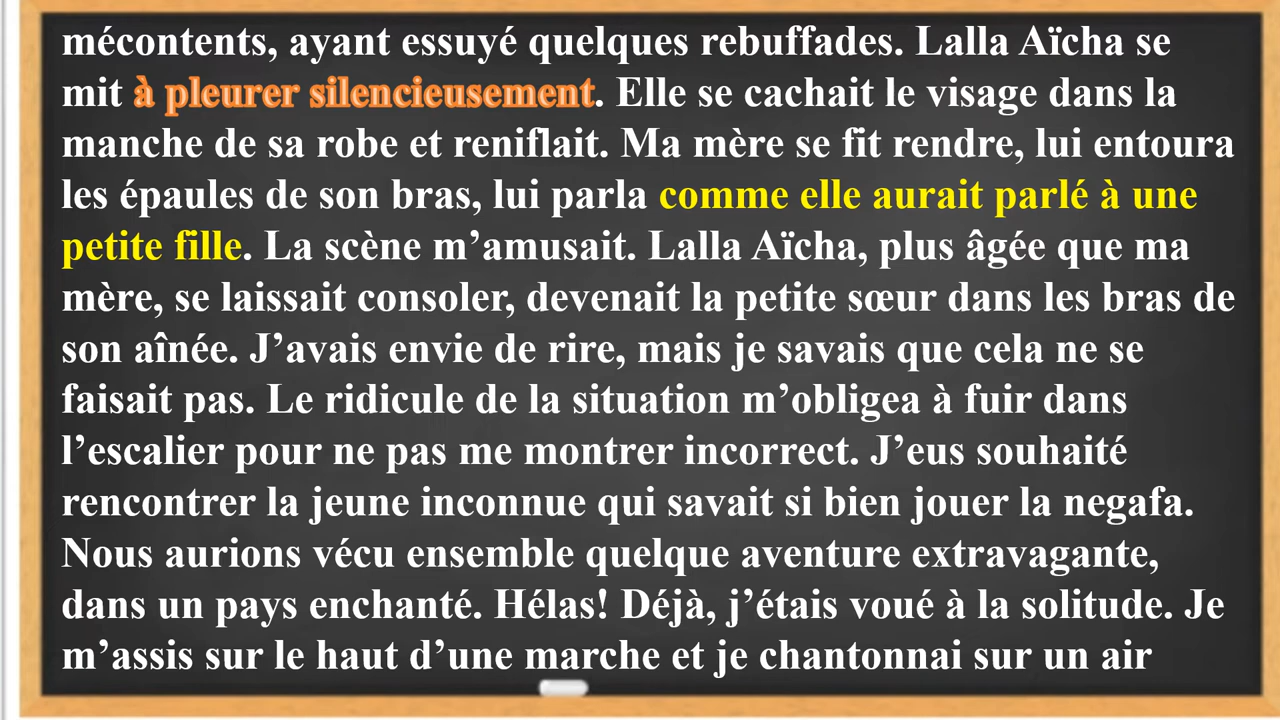 mécontents, ayant essuyé quelques rebuffades. Lalla Aïcha se
mit à pleurer silencieusement. Elle se cachait le visage dans la
manche de sa robe et reniflait. Ma mère se fit rendre, lui entoura
les épaules de son bras, lui parla comme elle aurait parlé à une
petite fille. La scène m’amusait. Lalla Aïcha, plus âgée que ma
mère, se laissait consoler, devenait la petite sœur dans les bras de
son aînée. J’avais envie de rire, mais je savais que cela ne se
faisait pas. Le ridicule de la situation m’obligea à fuir dans
l’escalier pour ne pas me montrer incorrect. J’eus souhaité
rencontrer la jeune inconnue qui savait si bien jouer la negafa.
Nous aurions vécu ensemble quelque aventure extravagante,
dans un pays enchanté. Hélas! Déjà, j’étais voué à la solitude. Je
m’assis sur le haut d’une marche et je chantonnai sur un air